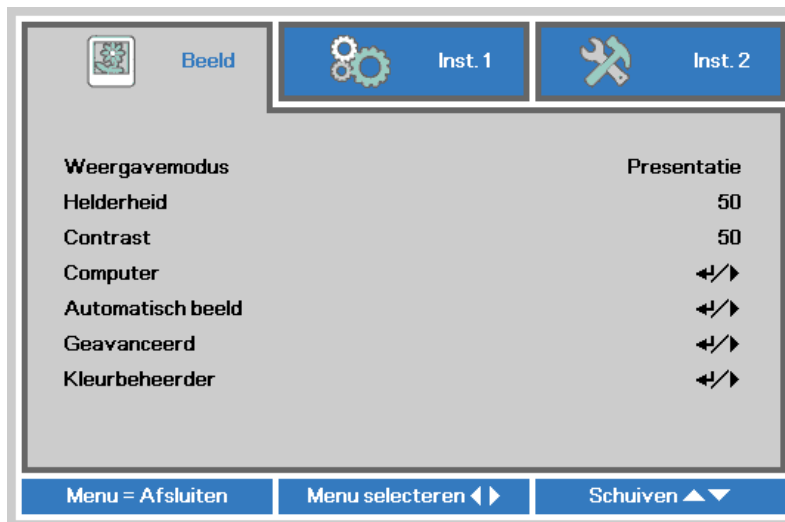 Beeld Inst. 1 Inst. 2
Weergavemodus Presentatie
Helderheid 50
Contrast 50
Computer ↵/▶
Automatisch beeld ↵/▶
Geavanceerd ↵/▶
Kleurbeheerder ↵/▶
Menu = Afsluiten Menu selecteren ◀ ▶ Schuiven ▲▼